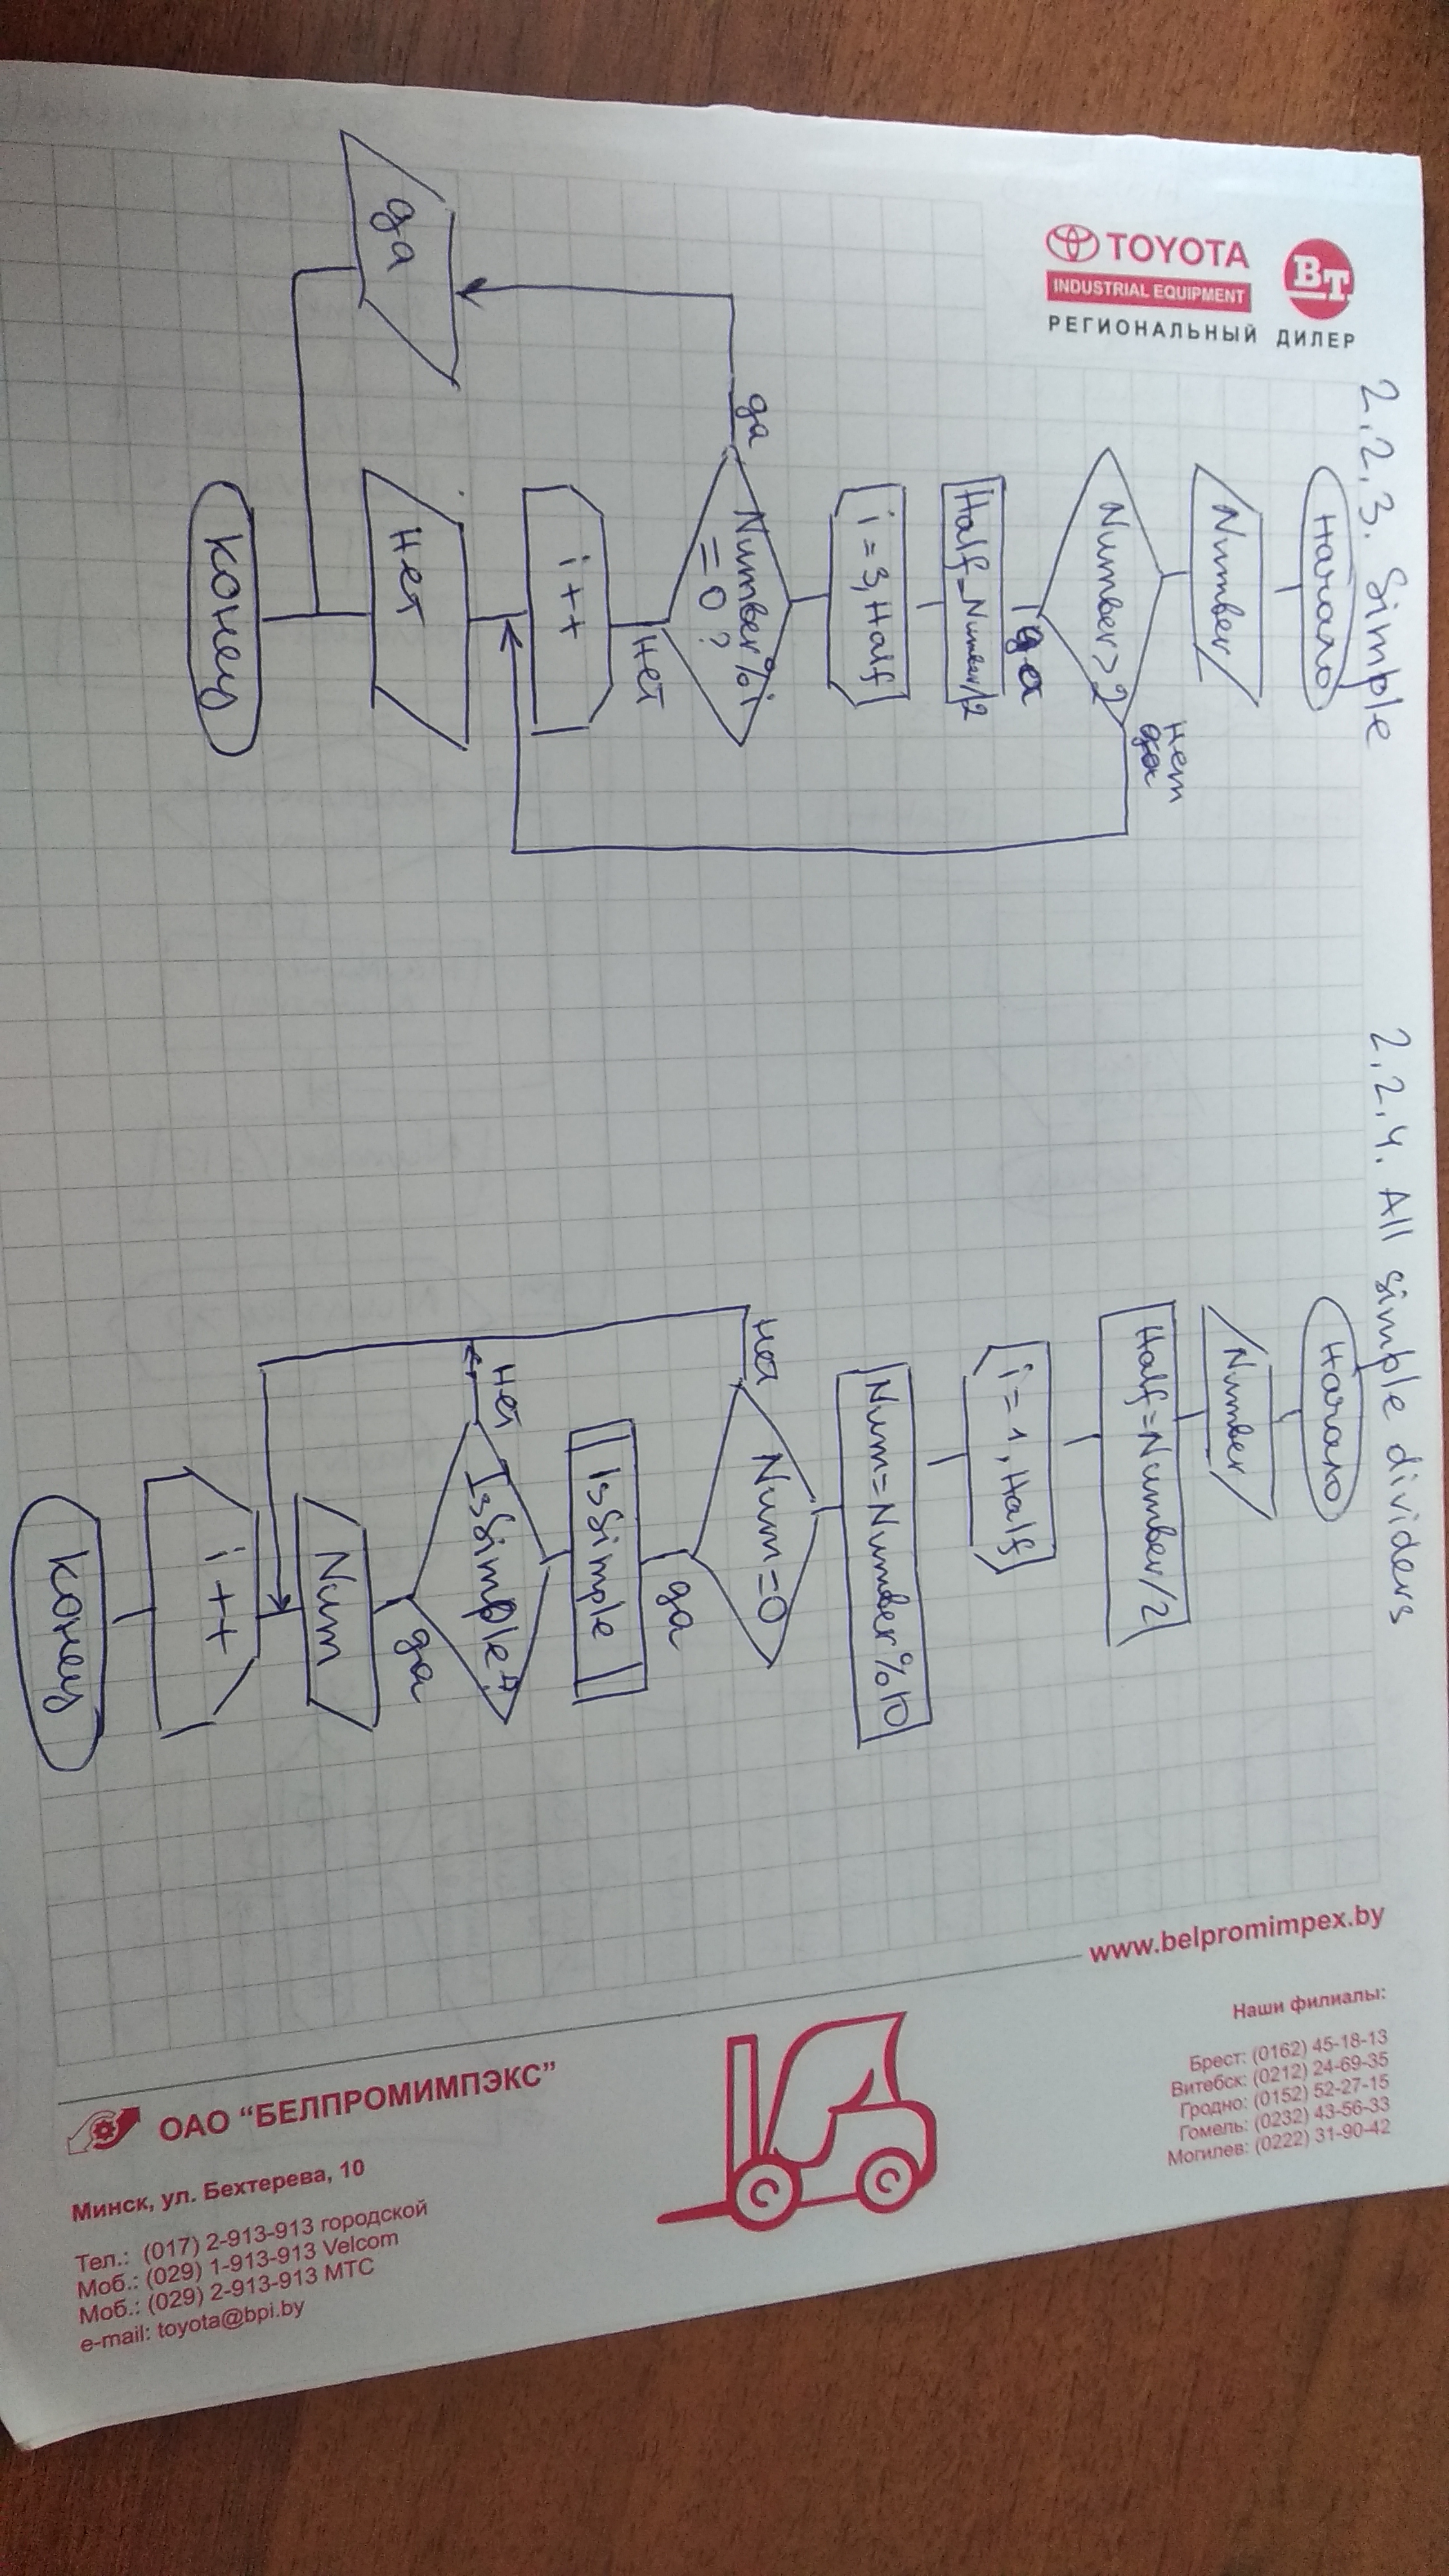 TOYOTA
INDUSTRIAL EQUIPMENT
BT
РЕГИОНАЛЬНЫЙ ДИЛЕР
2.2.3. Simple
Начало
Number
Number>2
нет
да
Half=Number/2
i=3,Half
Number%i
=0?
да
нет
i++
да
Нет
Конец
2.2.4. All simple dividers
Начало
Number
Half=Number/2
i=1,Half
Num=Number%10
Num=0
нет
да
IsSimple
IsSimple
нет
да
Num
i++
Конец
www.belpromimpex.by
Наши филиалы:
Брест: (0162) 45-18-13
Витебск: (0212) 24-69-35
Гродно: (0152) 52-27-15
Гомель: (0232) 43-56-33
Могилев: (0222) 31-90-42
ОАО “БЕЛПРОМИМПЭКС”
Минск, ул. Бехтерева, 10
Тел.: (017) 2-913-913 городской
Моб.: (029) 1-913-913 Velcom
Моб.: (029) 2-913-913 МТС
e-mail: toyota@bpi.by